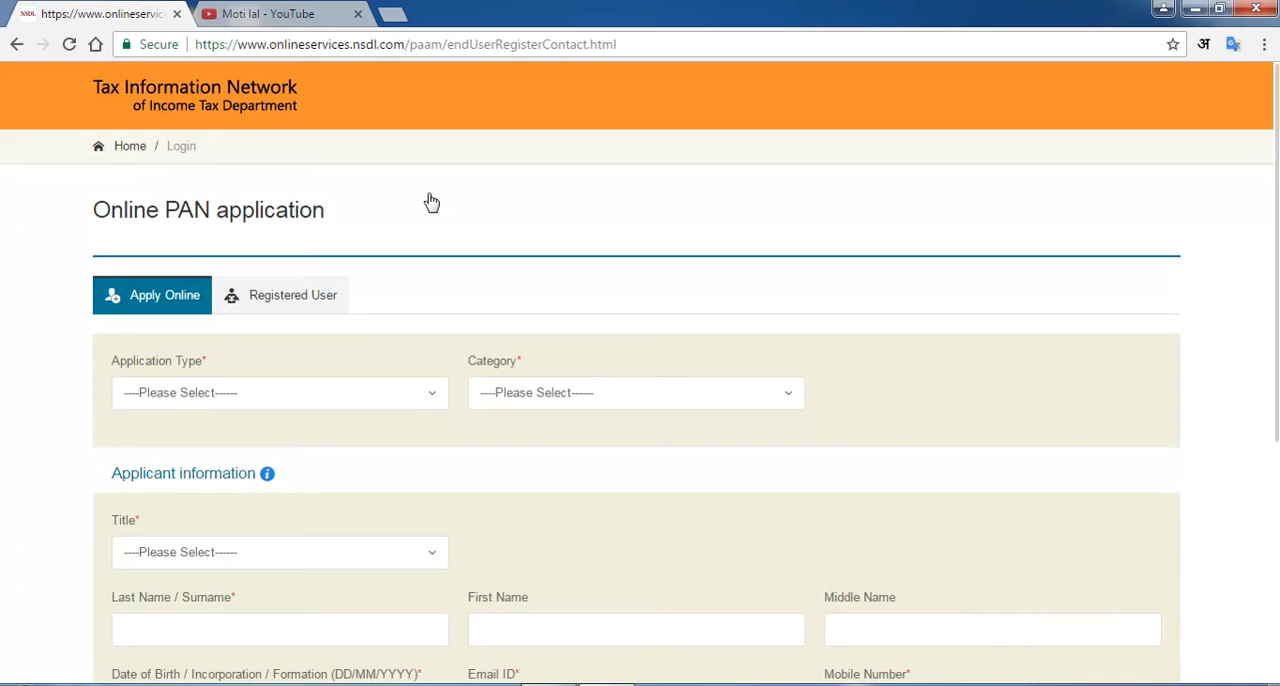 NSDL https://www.onlineservic
Moti lal - YouTube
Secure https://www.onlineservices.nsdl.com/paam/endUserRegisterContact.html
अ
Tax Information Network
of Income Tax Department
Home / Login
Online PAN application
Apply Online Registered User
Application Type* Category*
----Please Select------ ----Please Select------
Applicant information i
Title*
----Please Select------
Last Name / Surname* First Name Middle Name
Date of Birth / Incorporation / Formation (DD/MM/YYYY)* Email ID* Mobile Number*